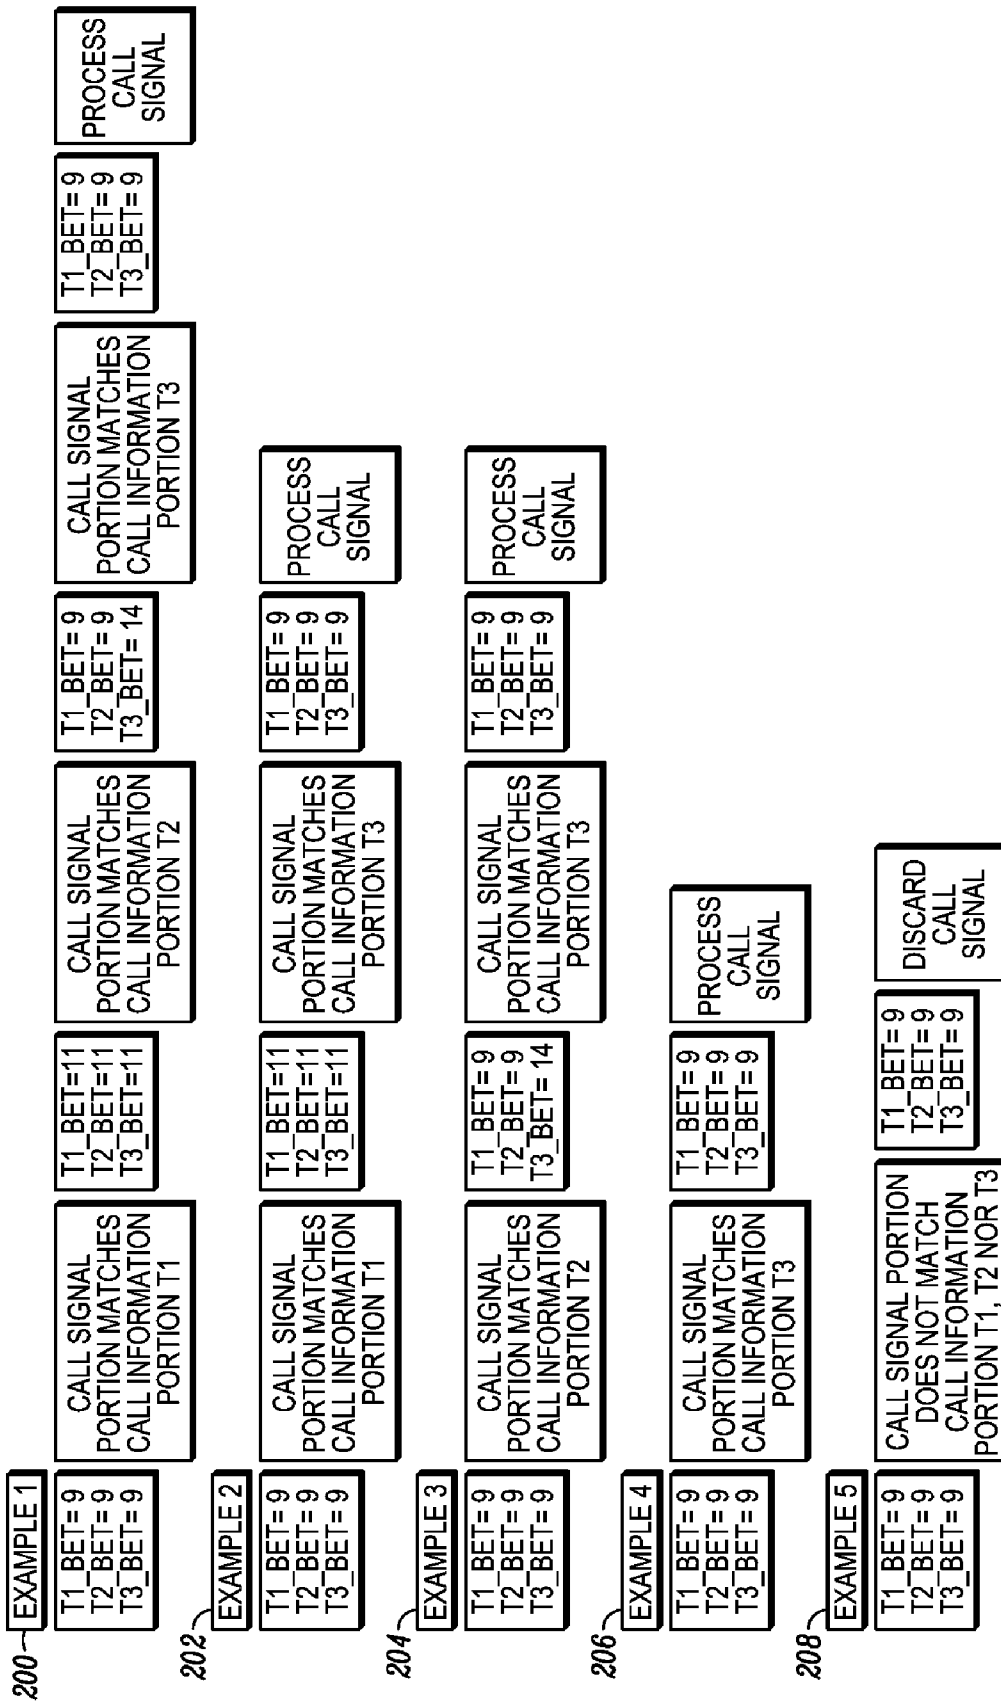 200
EXAMPLE 1
T1_BET= 9
T2_BET= 9
T3_BET= 9
CALL SIGNAL
PORTION MATCHES
CALL INFORMATION
PORTION T1
T1_BET=11
T2_BET=11
T3_BET=11
CALL SIGNAL
PORTION MATCHES
CALL INFORMATION
PORTION T2
T1_BET= 9
T2_BET= 9
T3_BET= 14
CALL SIGNAL
PORTION MATCHES
CALL INFORMATION
PORTION T3
T1_BET= 9
T2_BET= 9
T3_BET= 9
PROCESS
CALL
SIGNAL
202
EXAMPLE 2
T1_BET= 9
T2_BET= 9
T3_BET= 9
CALL SIGNAL
PORTION MATCHES
CALL INFORMATION
PORTION T1
T1_BET=11
T2_BET=11
T3_BET=11
CALL SIGNAL
PORTION MATCHES
CALL INFORMATION
PORTION T3
T1_BET= 9
T2_BET= 9
T3_BET= 9
PROCESS
CALL
SIGNAL
204
EXAMPLE 3
T1_BET= 9
T2_BET= 9
T3_BET= 9
CALL SIGNAL
PORTION MATCHES
CALL INFORMATION
PORTION T2
T1_BET= 9
T2_BET= 9
T3_BET= 14
CALL SIGNAL
PORTION MATCHES
CALL INFORMATION
PORTION T3
T1_BET= 9
T2_BET= 9
T3_BET= 9
PROCESS
CALL
SIGNAL
206
EXAMPLE 4
T1_BET= 9
T2_BET= 9
T3_BET= 9
CALL SIGNAL
PORTION MATCHES
CALL INFORMATION
PORTION T3
T1_BET= 9
T2_BET= 9
T3_BET= 9
PROCESS
CALL
SIGNAL
208
EXAMPLE 5
T1_BET= 9
T2_BET= 9
T3_BET= 9
CALL SIGNAL PORTION
DOES NOT MATCH
CALL INFORMATION
PORTION T1, T2 NOR T3
T1_BET= 9
T2_BET= 9
T3_BET= 9
DISCARD
CALL
SIGNAL